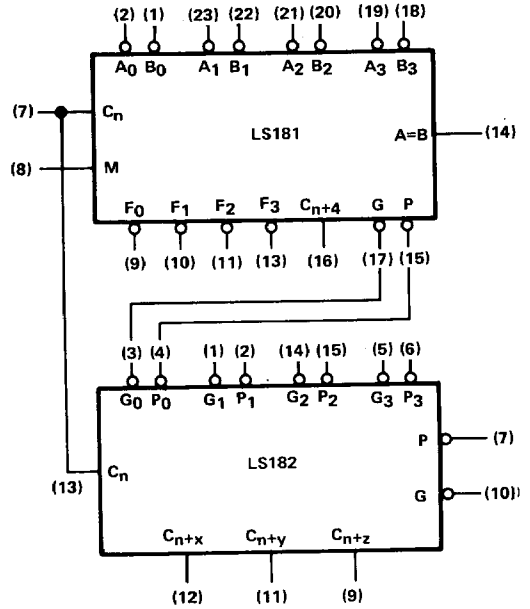 (2) (1) (23) (22) (21) (20) (19) (18)
A0 B0 A1 B1 A2 B2 A3 B3
(7) Cn
LS181 A=B (14)
(8) M
F0 F1 F2 F3 Cn+4 G P
(9) (10) (11) (13) (16) (17) (15)
(3) (4) (1) (2) (14) (15) (5) (6)
G0 P0 G1 P1 G2 P2 G3 P3
P (7)
(13) Cn LS182
G (10)
Cn+x Cn+y Cn+z
(12) (11) (9)